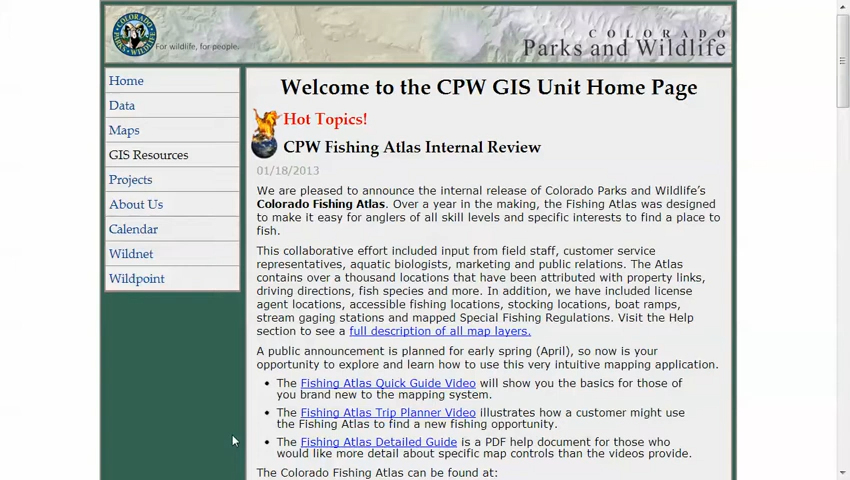 COLORADO
PARKS & WILDLIFE
For wildlife, for people.
COLORADO
Parks and Wildlife
Home
Data
Maps
GIS Resources
Projects
About Us
Calendar
Wildnet
Wildpoint
Welcome to the CPW GIS Unit Home Page
Hot Topics!
CPW Fishing Atlas Internal Review
01/18/2013
We are pleased to announce the internal release of Colorado Parks and Wildlife's
Colorado Fishing Atlas. Over a year in the making, the Fishing Atlas was designed
to make it easy for anglers of all skill levels and specific interests to find a place to
fish.
This collaborative effort included input from field staff, customer service
representatives, aquatic biologists, marketing and public relations. The Atlas
contains over a thousand locations that have been attributed with property links,
driving directions, fish species and more. In addition, we have included license
agent locations, accessible fishing locations, stocking locations, boat ramps,
stream gaging stations and mapped Special Fishing Regulations. Visit the Help
section to see a full description of all map layers.
A public announcement is planned for early spring (April), so now is your
opportunity to explore and learn how to use this very intuitive mapping application.
• The Fishing Atlas Quick Guide Video will show you the basics for those of
you brand new to the mapping system.
• The Fishing Atlas Trip Planner Video illustrates how a customer might use
the Fishing Atlas to find a new fishing opportunity.
• The Fishing Atlas Detailed Guide is a PDF help document for those who
would like more detail about specific map controls than the videos provide.
The Colorado Fishing Atlas can be found at: